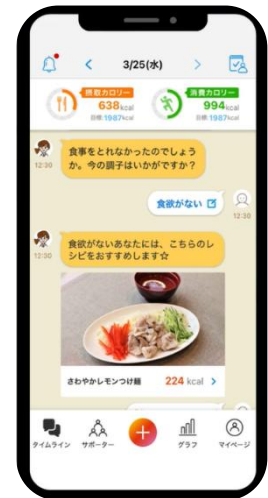 3/25(水)
摂取カロリー
638kcal
目標 1987kcal
消費カロリー
994kcal
目標 1987kcal
食事をとれなかったのでしょう
か。今の調子はいかがですか？
12:30
食欲がない
12:30
食欲がないあなたには、こちらのレ
シピをおすすめします☆
12:30
さわやかレモンつけ麺 224 kcal
タイムライン サポーター グラフ マイページ